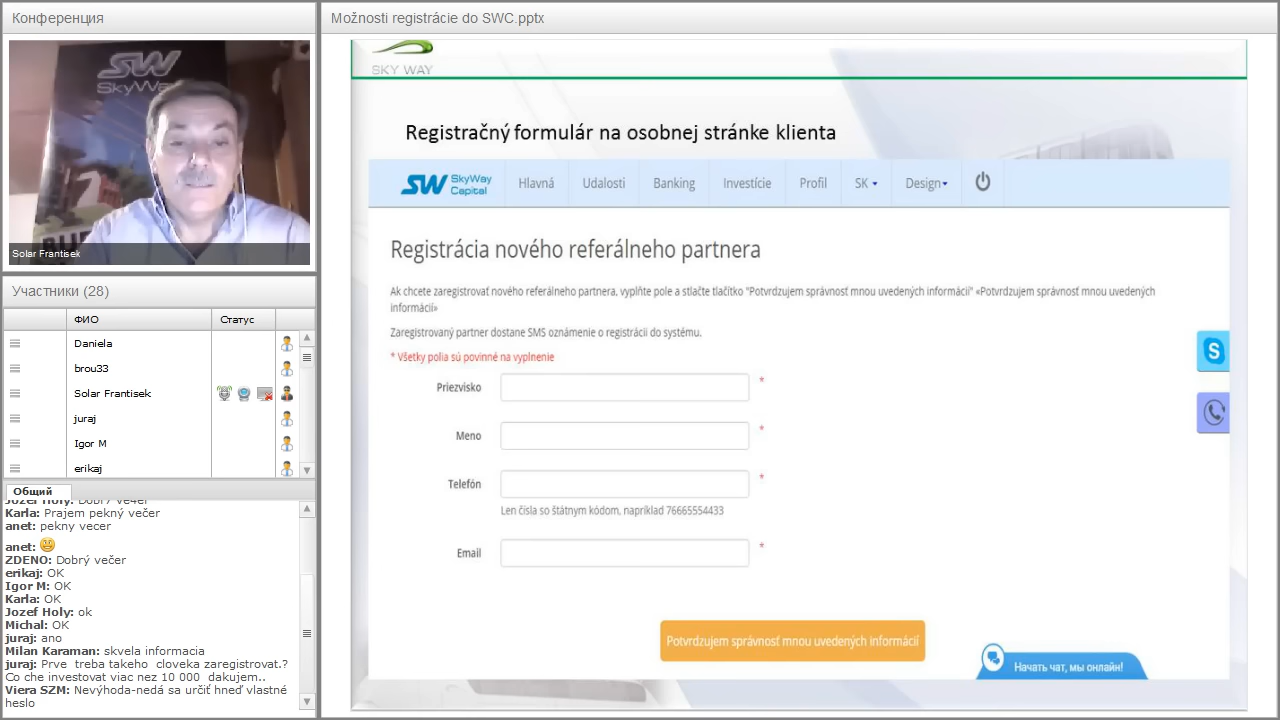 Конференция
SW
SkyWay
Solar Frantisek
Участники (28)
ФИО
Статус
Daniela
brou33
Solar Frantisek
juraj
Igor M
erikaj
Общий
Karla: Prajem pekný večer
anet: pekny vecer
anet:
ZDENO: Dobrý večer
erikaj: OK
Igor M: OK
Karla: OK
Jozef Holy: ok
Michal: OK
juraj: ano
Milan Karaman: skvela informacia
juraj: Prve treba takeho cloveka zaregistrovat.?
Co che investovat viac nez 10 000 dakujem..
Viera SZM: Nevýhoda-nedá sa určiť hneď vlastné
heslo
Možnosti registrácie do SWC.pptx
SKY WAY
Registračný formulár na osobnej stránke klienta
SW SkyWay Capital
Hlavná
Udalosti
Banking
Investície
Profil
SK
Design
Registrácia nového referálneho partnera
Ak chcete zaregistrovať nového referálneho partnera, vyplňte pole a stlačte tlačítko "Potvrdzujem správnosť mnou uvedených informácií" «Potvrdzujem správnosť mnou uvedených
informácií»
Zaregistrovaný partner dostane SMS oznámenie o registrácii do systému.
* Všetky polia sú povinné na vyplnenie
Priezvisko *
Meno *
Telefón *
Len čísla so štátnym kódom, napríklad 76665554433
Email *
Potvrdzujem správnosť mnou uvedených informácií
Начать чат, мы онлайн!